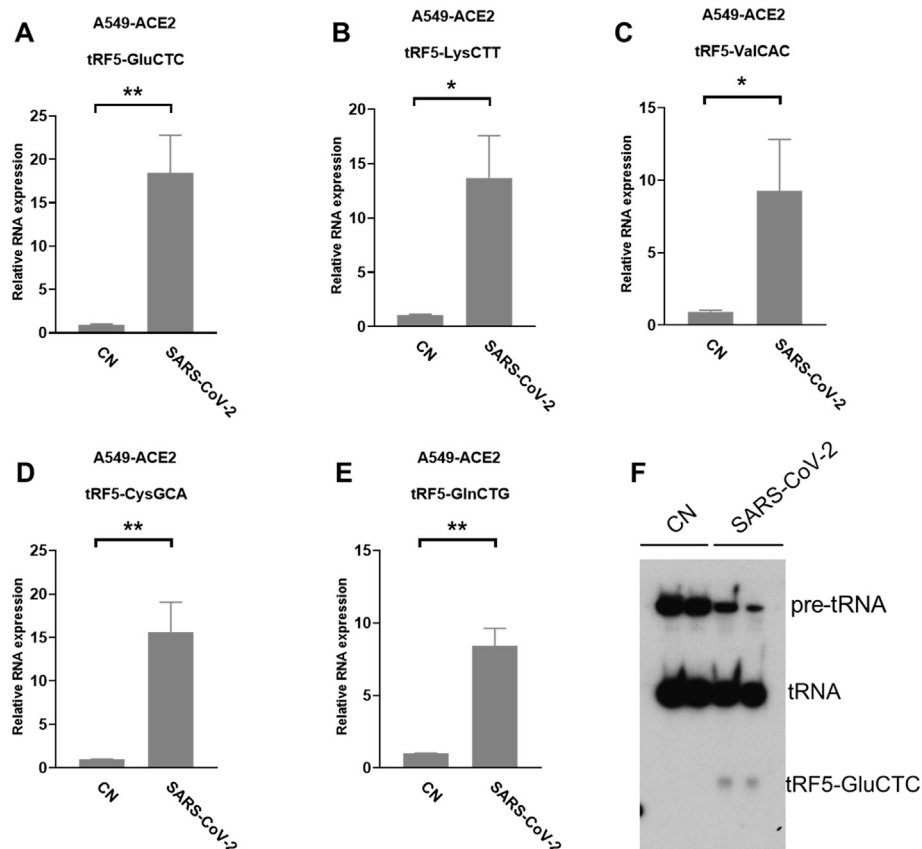 A
A549-ACE2
tRF5-GluCTC
**
Relative RNA expression
25
20
15
10
5
0
CN
SARS-CoV-2
B
A549-ACE2
tRF5-LysCTT
*
Relative RNA expression
20
15
10
5
0
CN
SARS-CoV-2
C
A549-ACE2
tRF5-ValCAC
*
Relative RNA expression
15
10
5
0
CN
SARS-CoV-2
D
A549-ACE2
tRF5-CysGCA
**
Relative RNA expression
25
20
15
10
5
0
CN
SARS-CoV-2
E
A549-ACE2
tRF5-GlnCTG
**
Relative RNA expression
15
10
5
0
CN
SARS-CoV-2
F
CN
SARS-CoV-2
pre-tRNA
tRNA
tRF5-GluCTC